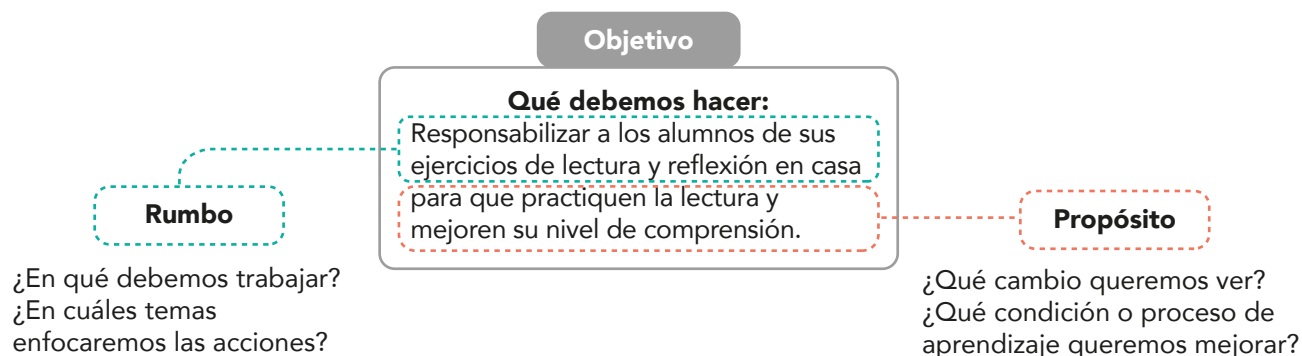 Objetivo
Qué debemos hacer:
Responsabilizar a los alumnos de sus
ejercicios de lectura y reflexión en casa
para que practiquen la lectura y
mejoren su nivel de comprensión.
Rumbo
¿En qué debemos trabajar?
¿En cuáles temas
enfocaremos las acciones?
Propósito
¿Qué cambio queremos ver?
¿Qué condición o proceso de
aprendizaje queremos mejorar?